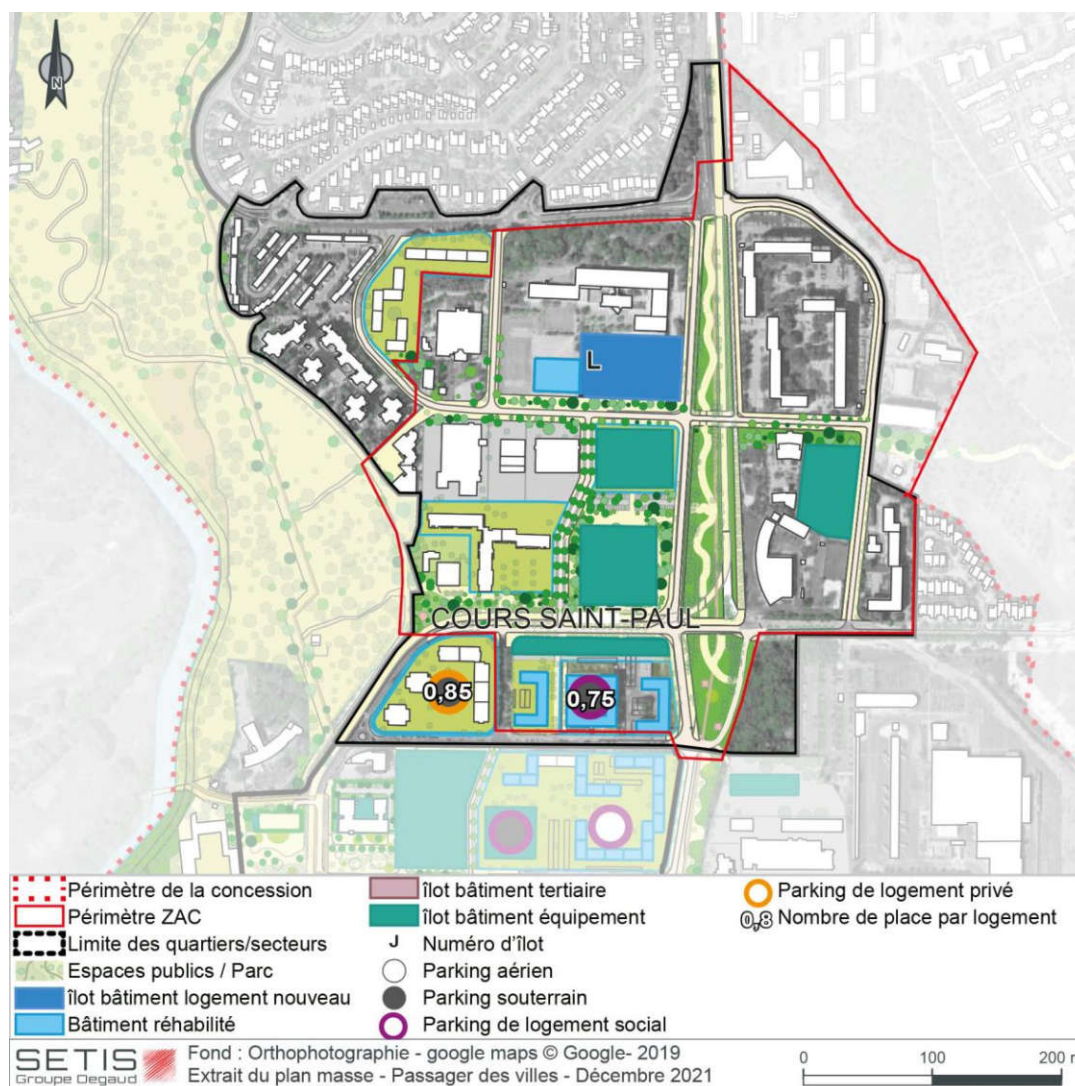 N
L
COURS SAINT-PAUL
0,85
0,75
Périmètre de la concession
Périmètre ZAC
Limite des quartiers/secteurs
Espaces publics / Parc
îlot bâtiment logement nouveau
Bâtiment réhabilité
îlot bâtiment tertiaire
îlot bâtiment équipement
J Numéro d'îlot
Parking aérien
Parking souterrain
Parking de logement social
Parking de logement privé
0,8 Nombre de place par logement
SETIS
Groupe Degaud
Fond : Orthophotographie - google maps © Google- 2019
Extrait du plan masse - Passager des villes - Décembre 2021
0 100 200 m